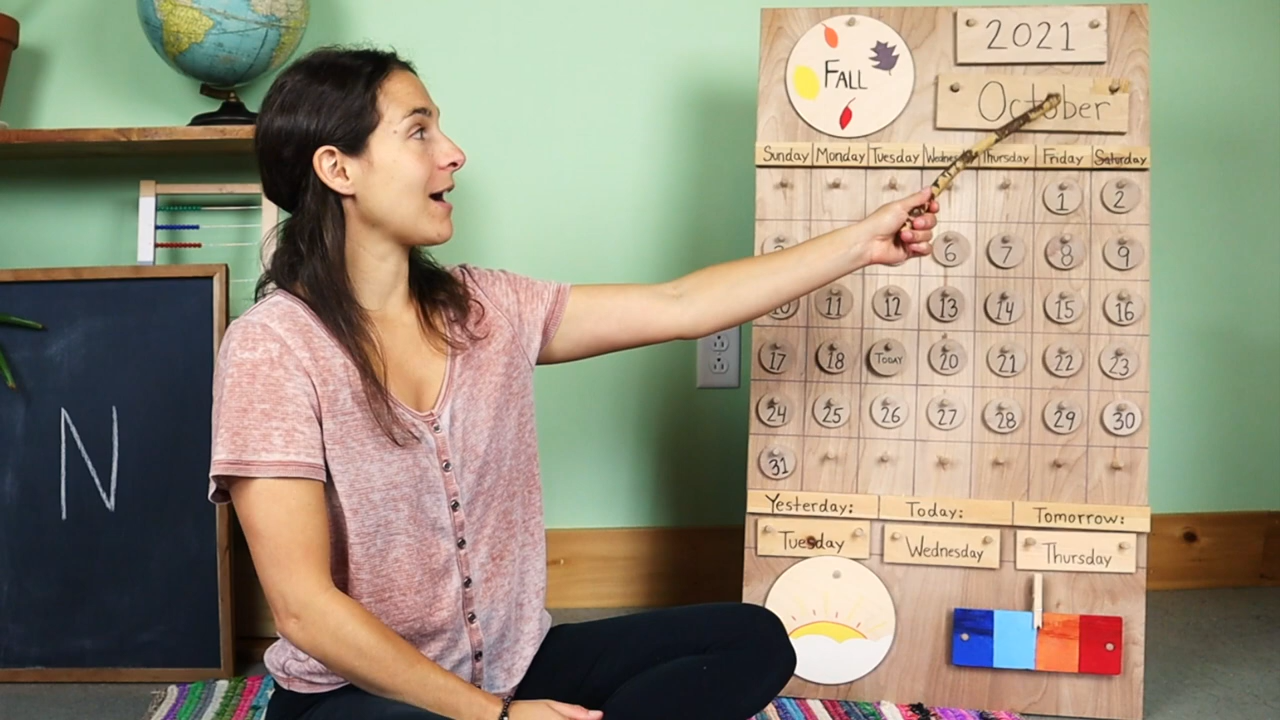 2021
FALL
October
Sunday Monday Tuesday Thursday Friday Saturday
1 2
6 7 8 9
11 12 13 14 15 16
17 18 TODAY 20 21 22 23
24 25 26 27 28 29 30
31
N
Yesterday: Today: Tomorrow:
Tuesday Wednesday Thursday